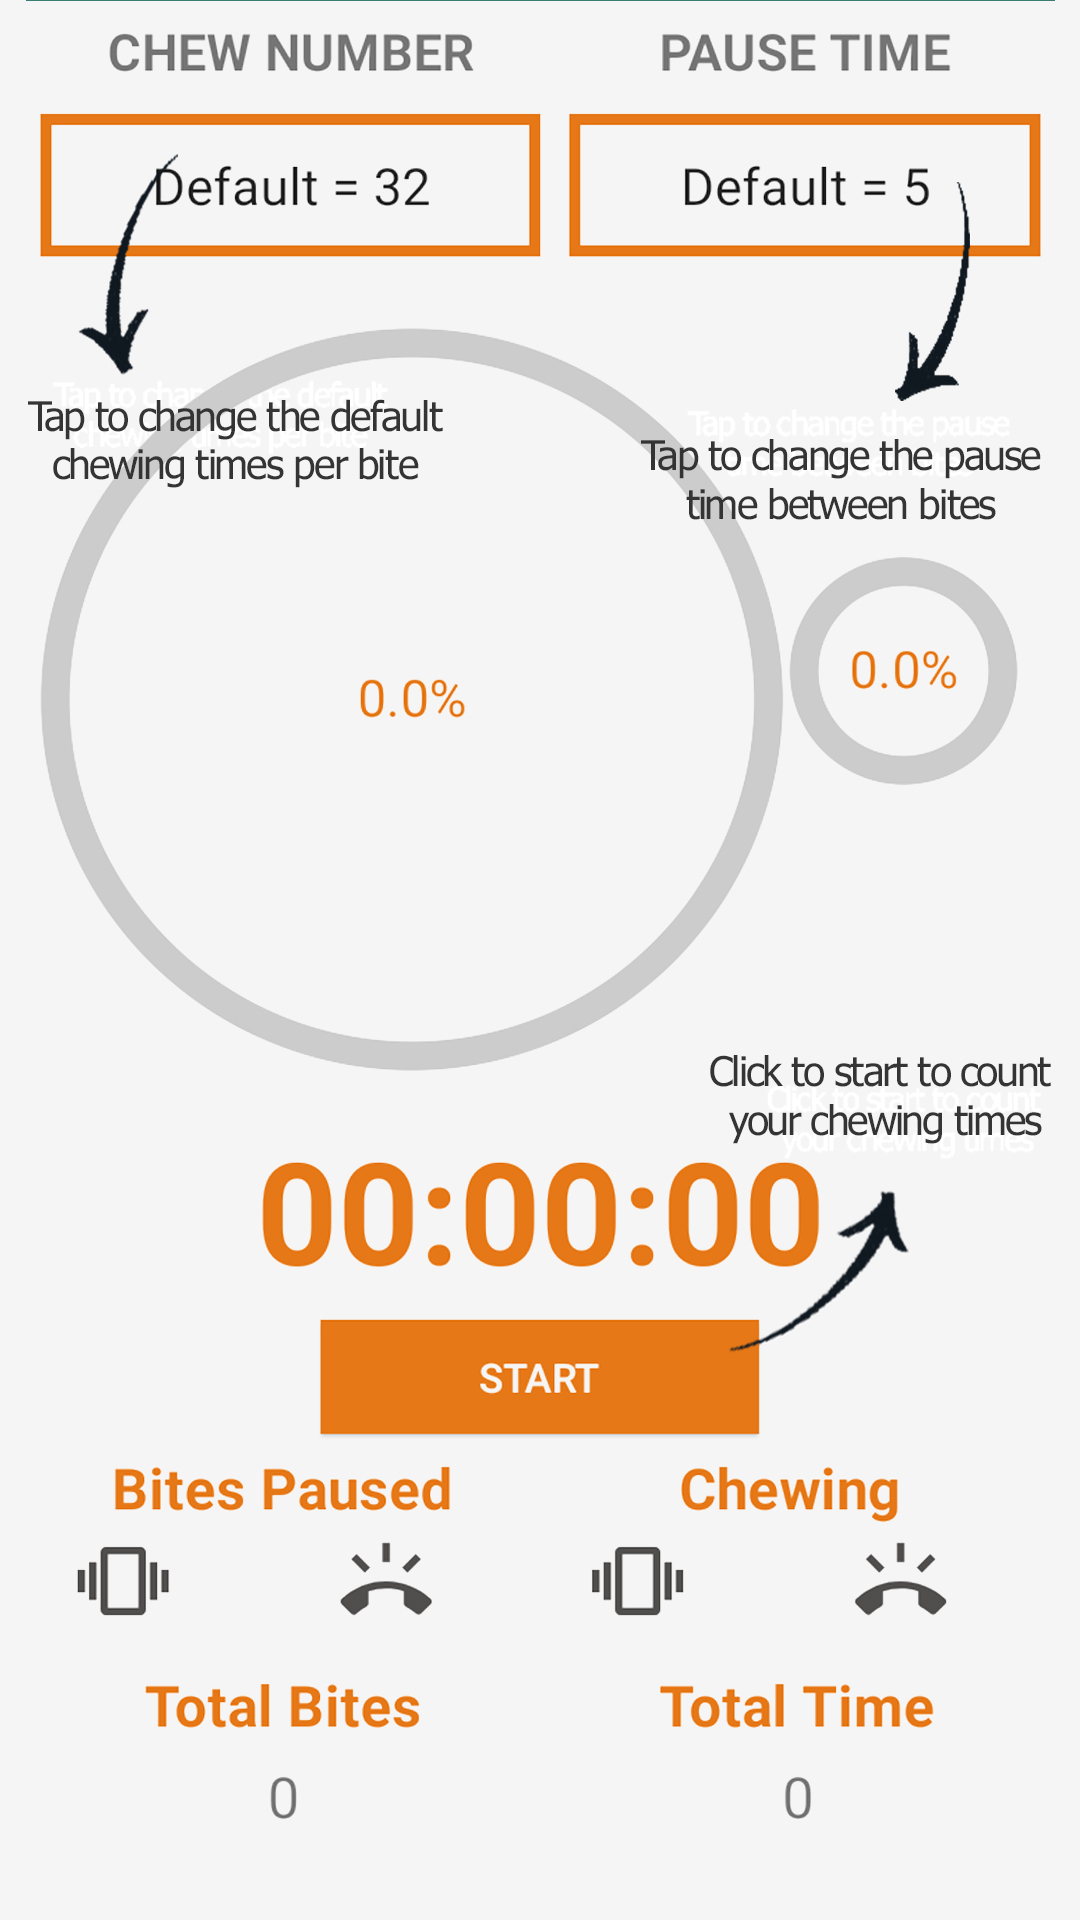 CHEW NUMBER
PAUSE TIME
Default = 32
Default = 5
Tap to change the default
chewing times per bite
Tap to change the pause
time between bites
0.0%
0.0%
Click to start to count
your chewing times
00:00:00
START
Bites Paused
Chewing
Total Bites
Total Time
0
0